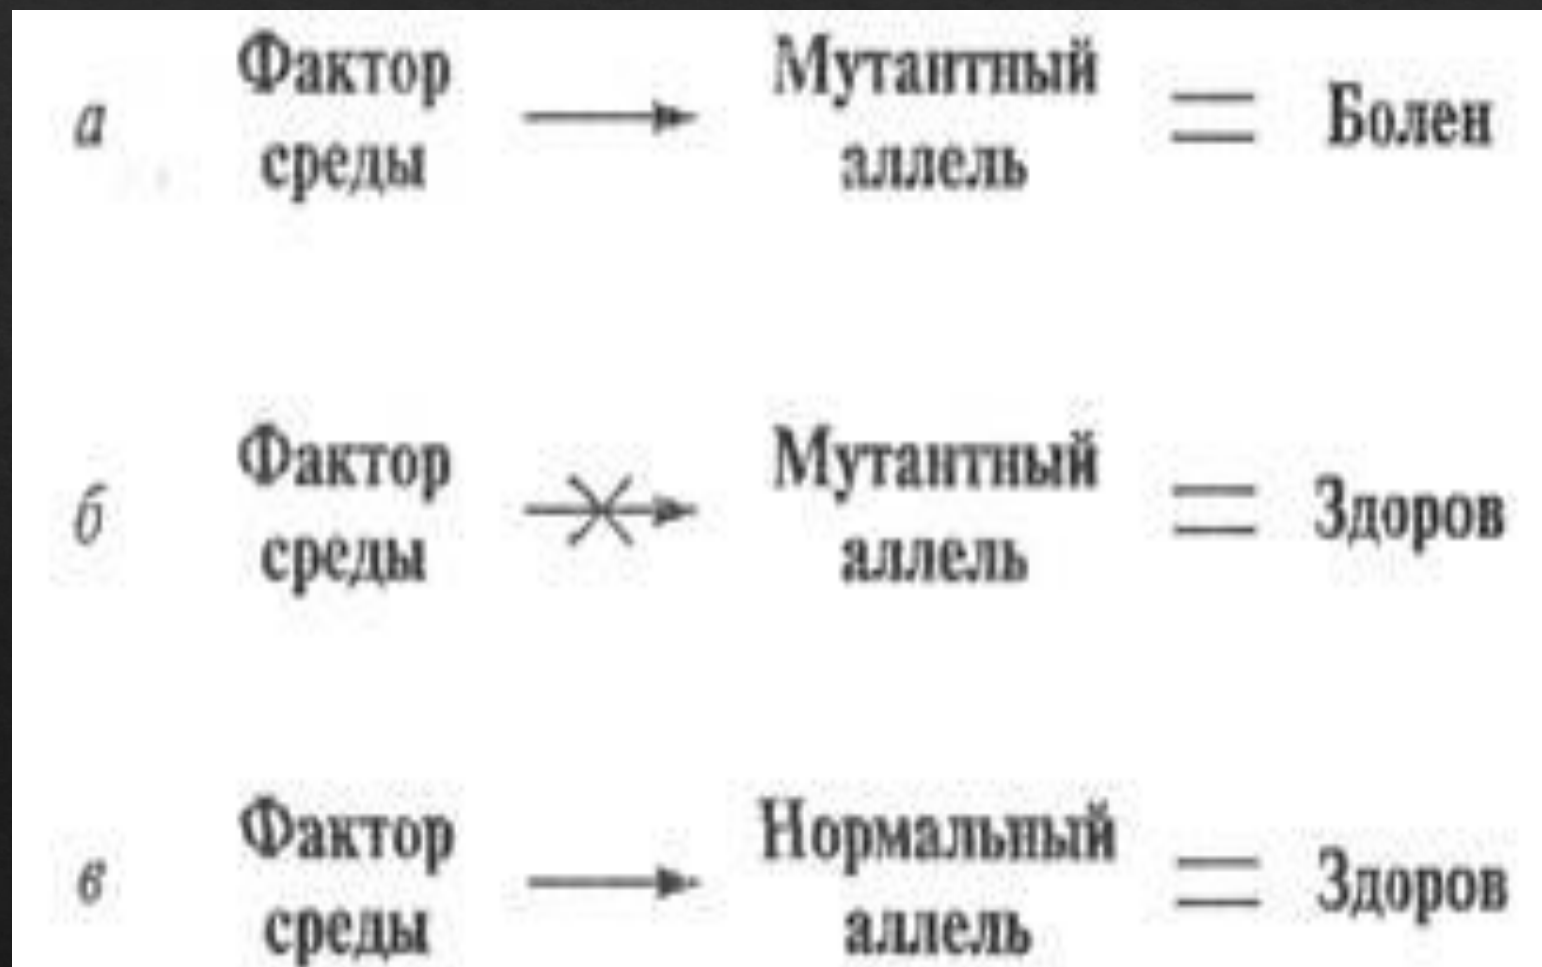 а Фактор среды Мутантный аллель = Болен
б Фактор среды Мутантный аллель = Здоров
в Фактор среды Нормальный аллель = Здоров